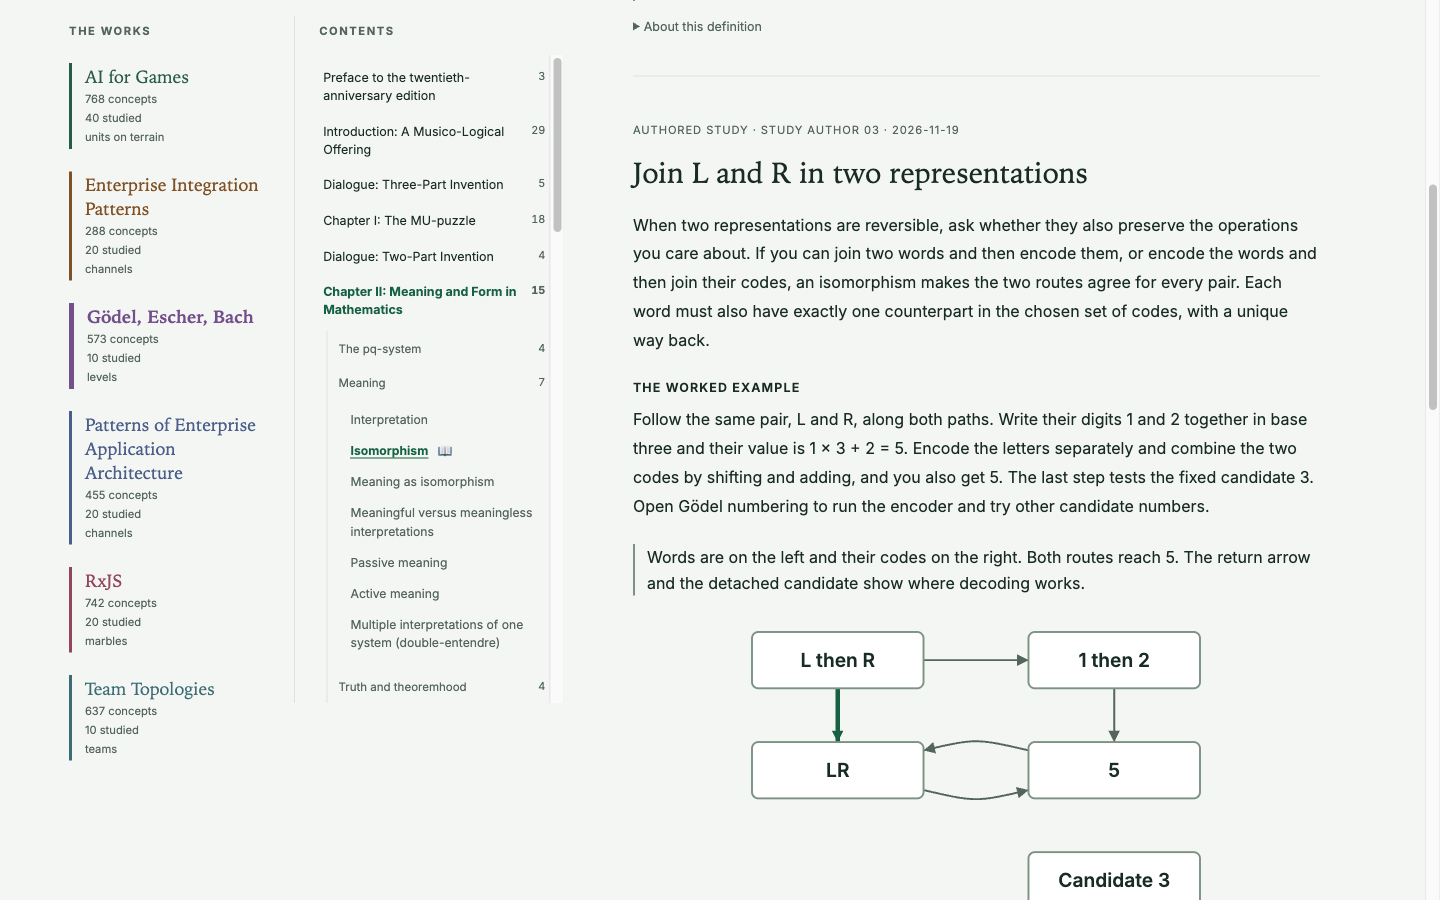 THE WORKS
AI for Games
768 concepts
40 studied
units on terrain
Enterprise Integration
Patterns
288 concepts
20 studied
channels
Gödel, Escher, Bach
573 concepts
10 studied
levels
Patterns of Enterprise
Application
Architecture
455 concepts
20 studied
channels
RxJS
742 concepts
20 studied
marbles
Team Topologies
637 concepts
10 studied
teams
CONTENTS
Preface to the twentieth- 3
anniversary edition
Introduction: A Musico-Logical 29
Offering
Dialogue: Three-Part Invention 5
Chapter I: The MU-puzzle 18
Dialogue: Two-Part Invention 4
Chapter II: Meaning and Form in 15
Mathematics
The pq-system 4
Meaning 7
Interpretation
Isomorphism 📖
Meaning as isomorphism
Meaningful versus meaningless
interpretations
Passive meaning
Active meaning
Multiple interpretations of one
system (double-entendre)
Truth and theoremhood 4
▶ About this definition
AUTHORED STUDY · STUDY AUTHOR 03 · 2026-11-19
Join L and R in two representations
When two representations are reversible, ask whether they also preserve the operations
you care about. If you can join two words and then encode them, or encode the words and
then join their codes, an isomorphism makes the two routes agree for every pair. Each
word must also have exactly one counterpart in the chosen set of codes, with a unique
way back.
THE WORKED EXAMPLE
Follow the same pair, L and R, along both paths. Write their digits 1 and 2 together in base
three and their value is 1 × 3 + 2 = 5. Encode the letters separately and combine the two
codes by shifting and adding, and you also get 5. The last step tests the fixed candidate 3.
Open Gödel numbering to run the encoder and try other candidate numbers.
Words are on the left and their codes on the right. Both routes reach 5. The return arrow
and the detached candidate show where decoding works.
L then R
1 then 2
LR
5
Candidate 3